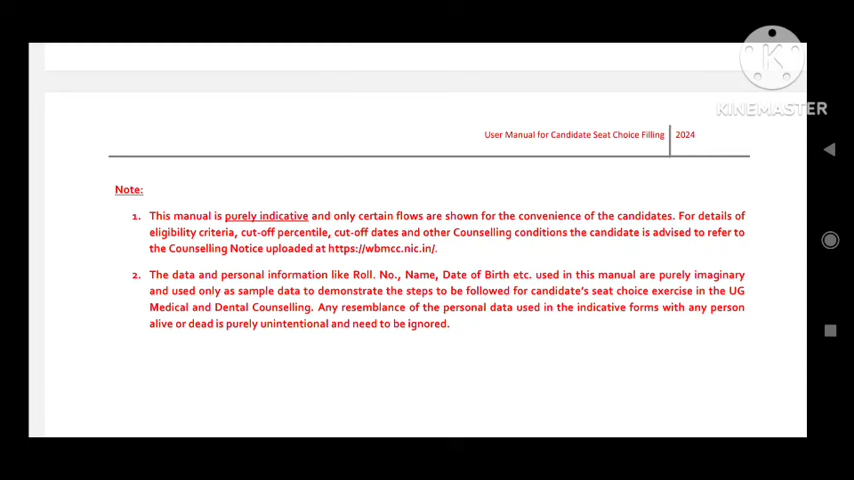 KINEMASTER
User Manual for Candidate Seat Choice Filling 2024
Note:
1. This manual is purely indicative and only certain flows are shown for the convenience of the candidates. For details of
eligibility criteria, cut-off percentile, cut-off dates and other Counselling conditions the candidate is advised to refer to
the Counselling Notice uploaded at https://wbmcc.nic.in/.
2. The data and personal information like Roll. No., Name, Date of Birth etc. used in this manual are purely imaginary
and used only as sample data to demonstrate the steps to be followed for candidate's seat choice exercise in the UG
Medical and Dental Counselling. Any resemblance of the personal data used in the indicative forms with any person
alive or dead is purely unintentional and need to be ignored.